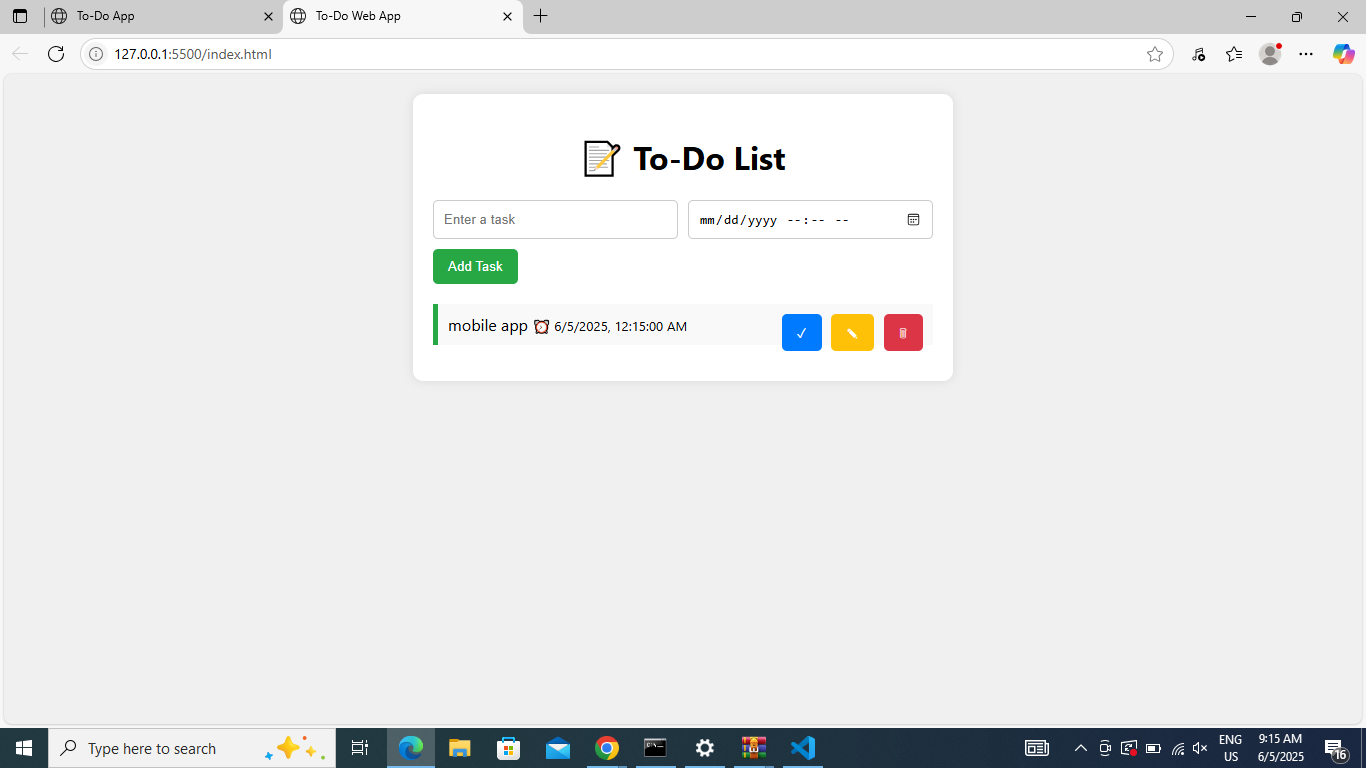 To-Do App
To-Do Web App
127.0.0.1:5500/index.html
📝 To-Do List
Enter a task
mm/dd/yyyy --:-- --
Add Task
mobile app ⏰ 6/5/2025, 12:15:00 AM
Type here to search
ENG
US
9:15 AM
6/5/2025
16